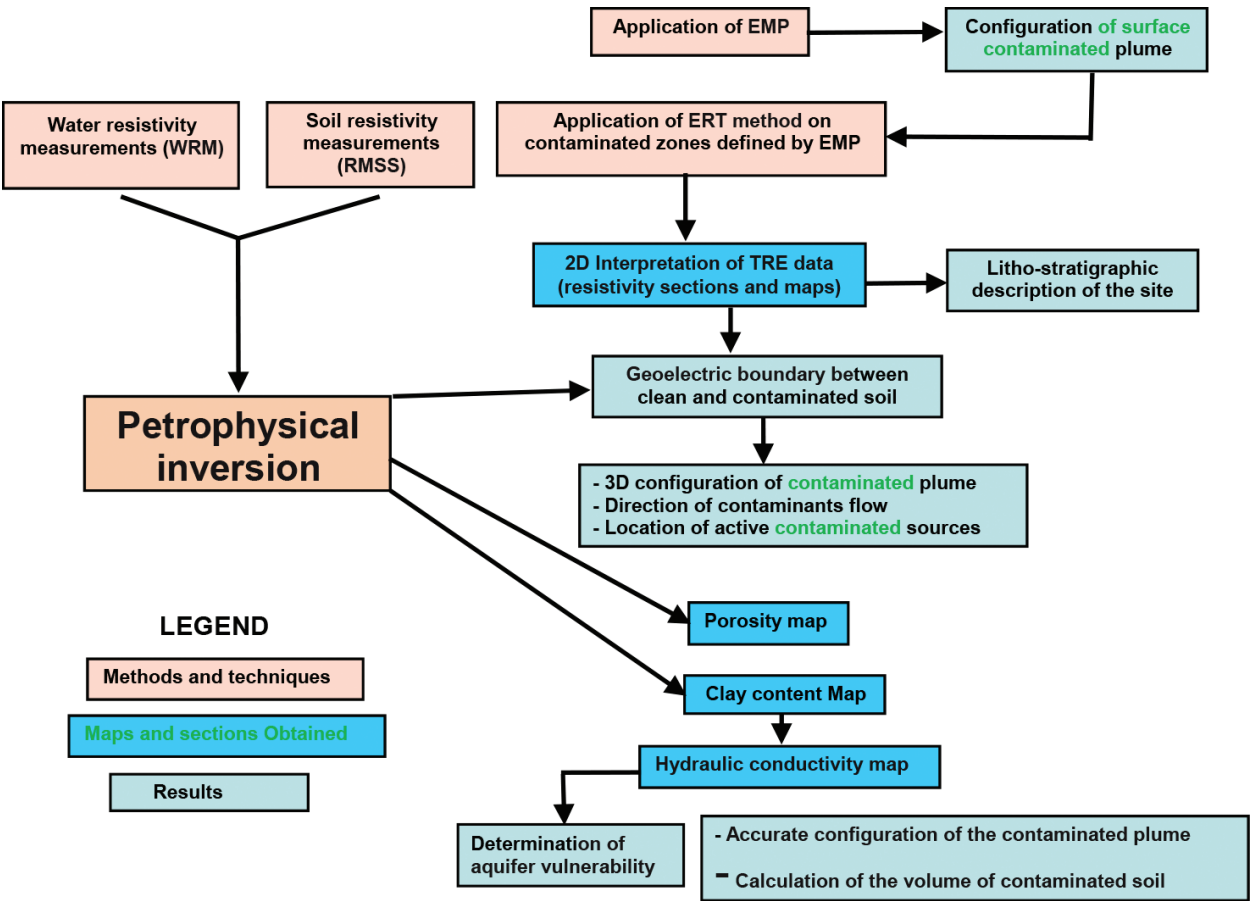 Application of EMP
Configuration of surface
contaminated plume
Water resistivity
measurements (WRM)
Soil resistivity
measurements
(RMSS)
Application of ERT method on
contaminated zones defined by EMP
2D Interpretation of TRE data
(resistivity sections and maps)
Litho-stratigraphic
description of the site
Geoelectric boundary between
clean and contaminated soil
Petrophysical
inversion
- 3D configuration of contaminated plume
- Direction of contaminants flow
- Location of active contaminated sources
Porosity map
Clay content Map
Hydraulic conductivity map
Determination of
aquifer vulnerability
- Accurate configuration of the contaminated plume
- Calculation of the volume of contaminated soil
LEGEND
Methods and techniques
Maps and sections Obtained
Results